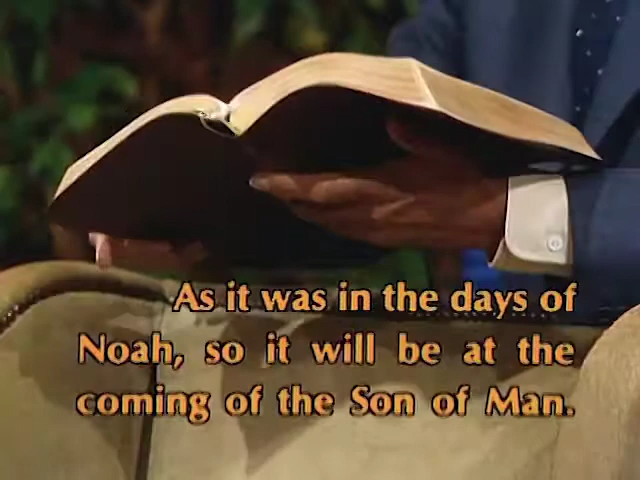 As it was in the days of
Noah, so it will be at the
coming of the Son of Man.